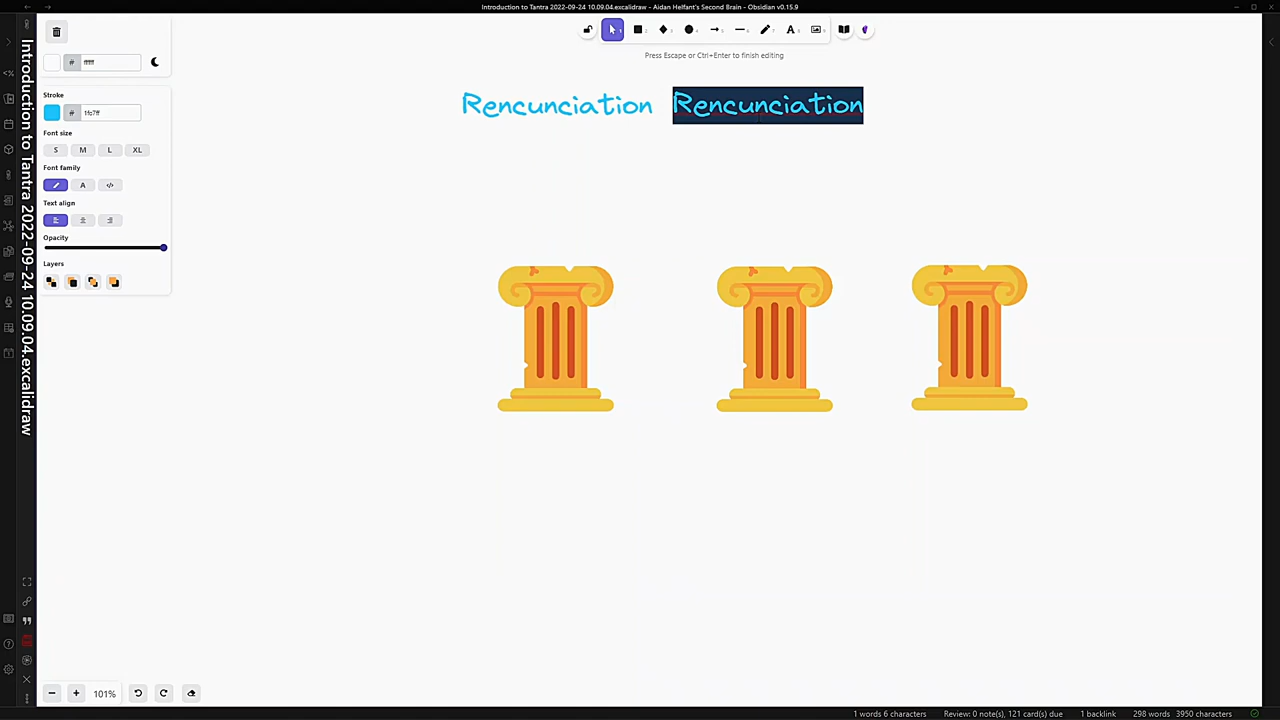 Introduction to Tantra 2022-09-24 10.09.04.excalidraw - Aidan Helfant's Second Brain - Obsidian v0.15.9
Introduction to Tantra 2022-09-24 10.09.04.excalidraw
Press Escape or Ctrl+Enter to finish editing
Rencunciation Rencunciation
# ffffff
Stroke
# 1fc7ff
Font size
S M L XL
Font family
A </>
Text align
Opacity
Layers
101%
1 words 6 characters Review: 0 note(s), 121 card(s) due 1 backlink 298 words 3950 characters